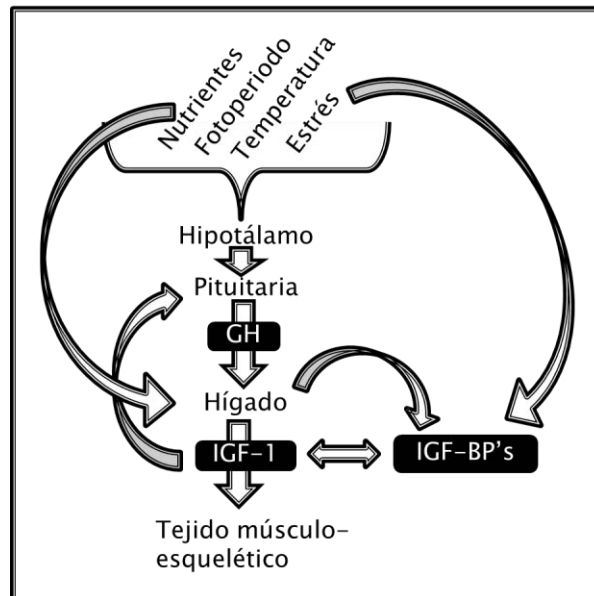 Nutrientes
Fotoperiodo
Temperatura
Estrés
Hipotálamo
Pituitaria
GH
Hígado
IGF-1
IGF-BP's
Tejido músculo-
esquelético